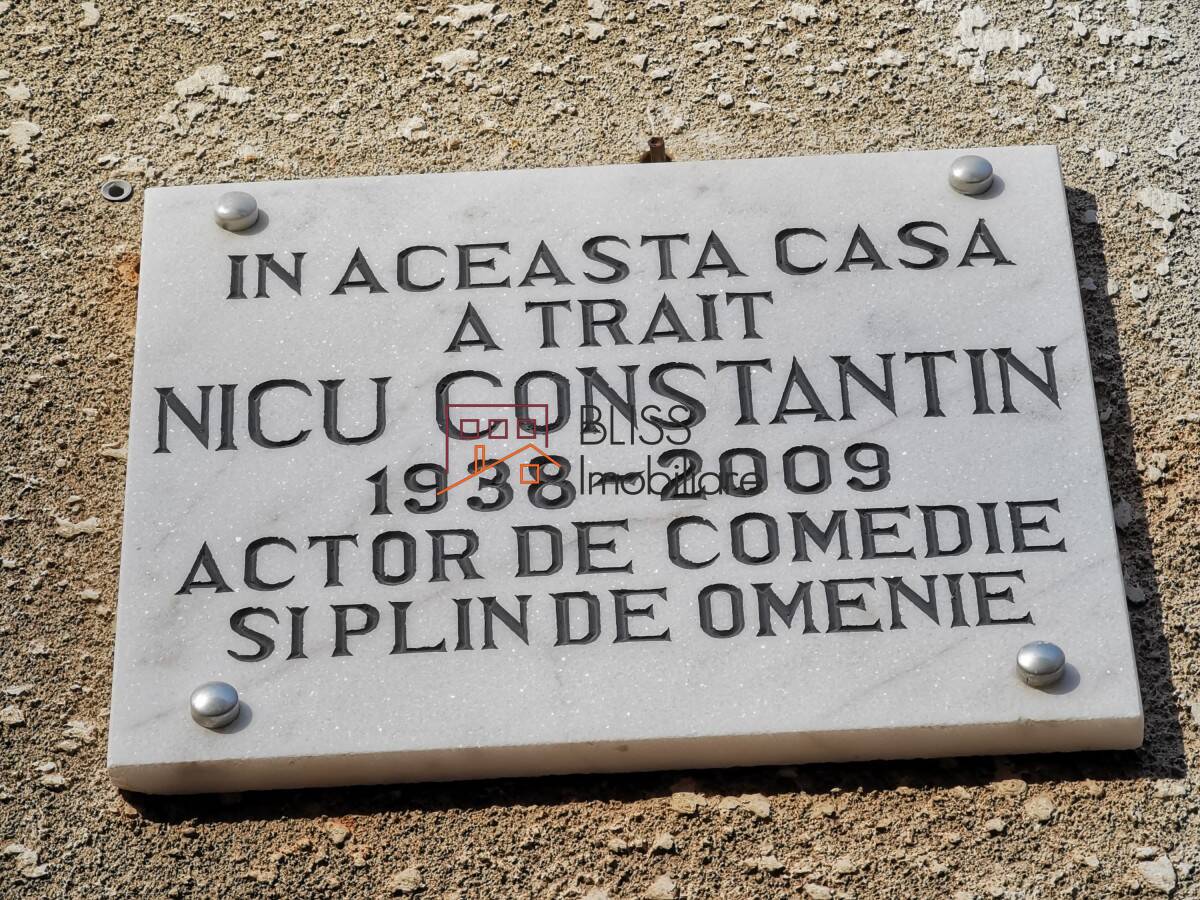 IN ACEASTA CASA
A TRAIT
NICU CONSTANTIN
1938 - 2009
ACTOR DE COMEDIE
SI PLIN DE OMENIE
BLISS
Imobiliare